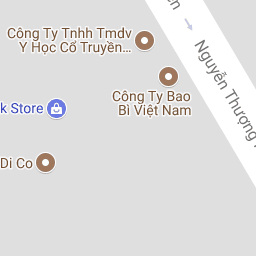 Công Ty Tnhh Tmdv
Y Học Cổ Truyền...
Công Ty Bao
Bì Việt Nam
k Store
Di Co
Nguyễn Thượng